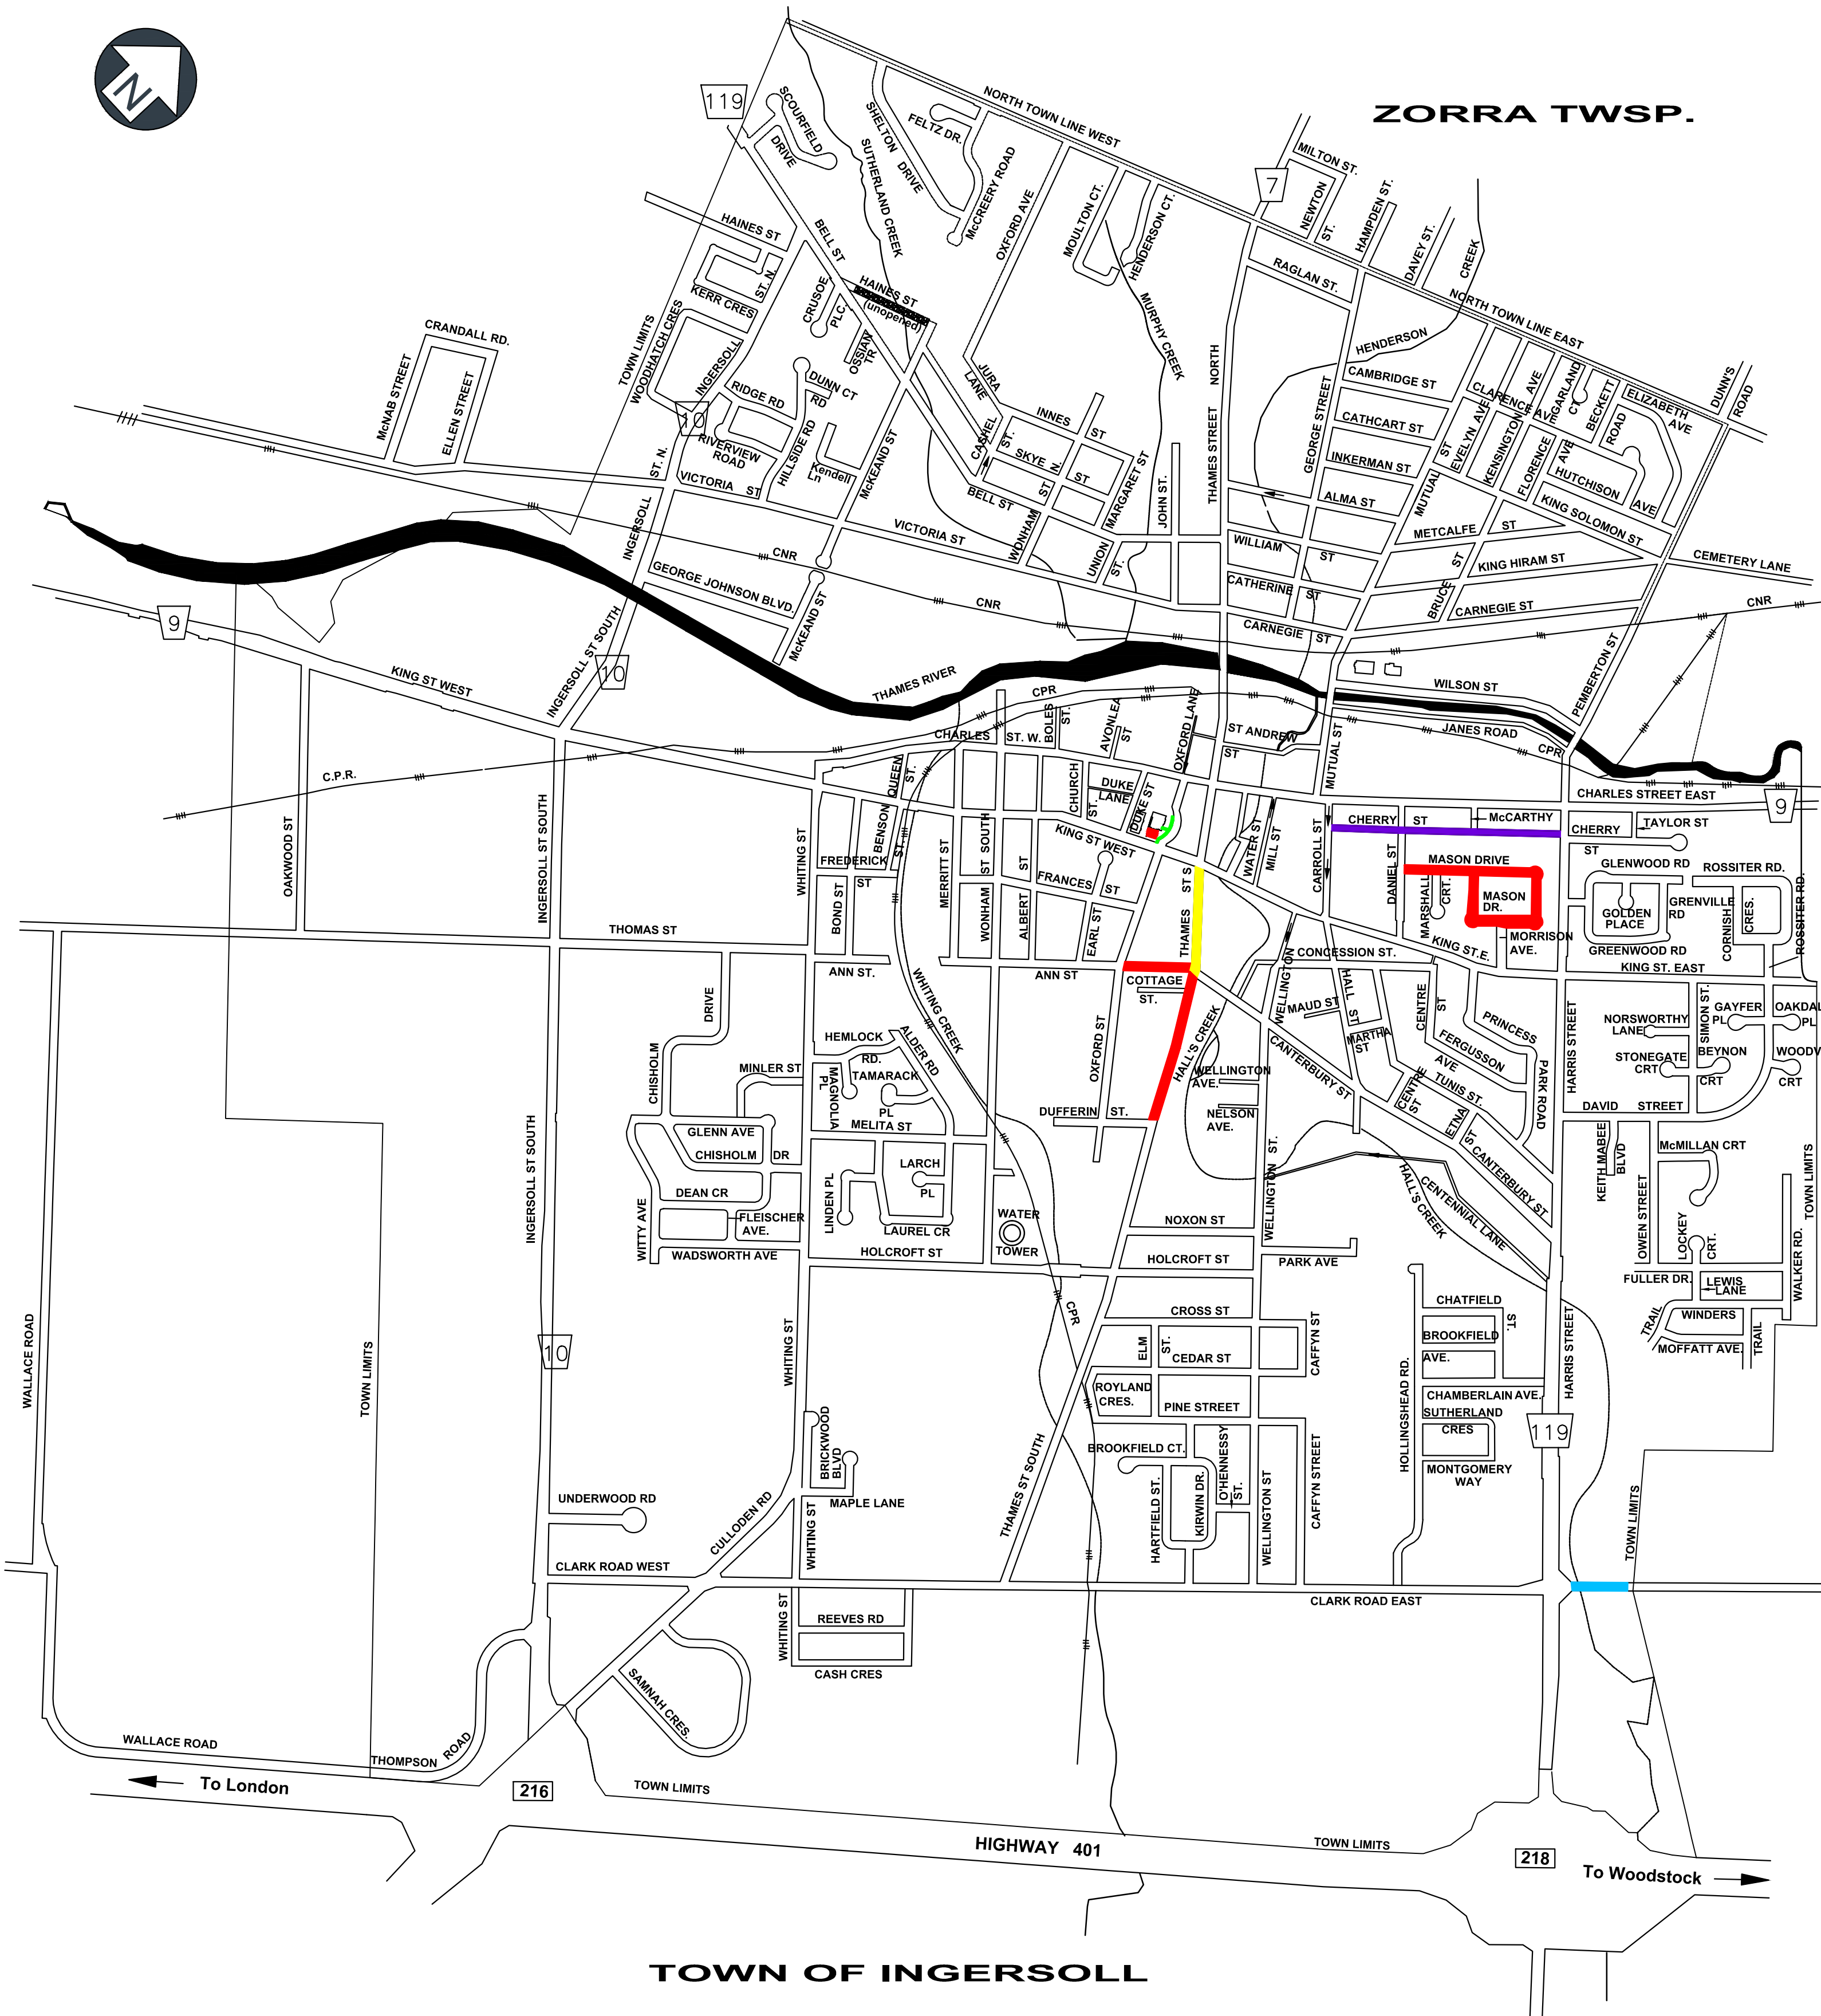 N
ZORRA TWSP.
119
SCOURFIELD
DRIVE
SHELTON DRIVE
SUTHERLAND CREEK
FELTZ DR.
McCREERY ROAD
NORTH TOWN LINE WEST
OXFORD AVE
MOULTON CT.
HENDERSON CT.
MURPHY CREEK
7
MILTON ST.
NEWTON
ST.
HAMPDEN ST.
DAVEY ST.
CREEK
RAGLAN ST.
NORTH TOWN LINE EAST
HENDERSON
HAINES ST
BELL ST
ST. N.
KERR CRES
CRUSOE
PLC.
HAINES ST
(unopened)
OSSIAN
TR
TOWN LIMITS
WOODHATCH CRES
CRANDALL RD.
McNAB STREET
ELLEN STREET
INGERSOLL
10
RIDGE RD
DUNN CT
RD
RIVERVIEW
ROAD
HILLSIDE RD
Kendell
Ln
McKEAND ST
JURA
LANE
CASHEL
ST.
INNES
ST
SKYE
ST
N.
ST
WONHAM
MARGARET ST
BELL ST
UNION
ST.
JOHN ST.
THAMES STREET
NORTH
GEORGE STREET
CAMBRIDGE ST
CATHCART ST
INKERMAN ST
ALMA ST
CLARENCE AVE
EVELYN AVE
KENSINGTON
AVE
EGARLAND
CT
BECKETT
ROAD
ELIZABETH
AVE
FLORENCE
AVE
HUTCHISON
AVE
DUNN'S
ROAD
MUTUAL
ST
METCALFE
ST
KING SOLOMON ST
KING HIRAM ST
BRUCE
ST
CARNEGIE ST
CEMETERY LANE
CNR
WILLIAM
ST
CATHERINE
ST
CARNEGIE
ST
ST. N.
VICTORIA
ST
VICTORIA ST
INGERSOLL
CNR
CNR
GEORGE JOHNSON BLVD.
McKEAND ST
9
KING ST WEST
INGERSOLL ST SOUTH
10
THAMES RIVER
WILSON ST
PEMBERTON ST
JANES ROAD
CPR
CPR
CHARLES
ST. W.
BOLES
ST.
AVONLEA
ST
OXFORD LANE
ST ANDREW
ST
MUTUAL ST
CHARLES STREET EAST
9
C.P.R.
OAKWOOD ST
INGERSOLL ST SOUTH
WHITING ST
QUEEN
ST.
BENSON
ST.
FREDERICK
ST
BOND ST
MERRITT ST
WONHAM
ST SOUTH
ALBERT
ST
CHURCH
ST.
DUKE
LANE
DUKE ST
KING ST WEST
FRANCES
ST
EARL ST
THAMES
ST S
WATER ST
MILL ST
CARROLL ST
CHERRY
ST
McCARTHY
CHERRY
ST
TAYLOR ST
DANIEL ST
MASON DRIVE
MARSHALL
CRT.
MASON
DR.
MORRISON
AVE.
GLENWOOD RD
ROSSITER RD.
GOLDEN
PLACE
GRENVILLE
RD
CORNISH
CRES.
ROSSITER RD.
GREENWOOD RD
KING ST.E.
KING ST. EAST
THOMAS ST
ANN ST.
ANN ST
COTTAGE
ST.
CONCESSION ST.
WELLINGTON
HALL
ST
MAUD ST
MARTHA
ST
CENTRE
ST
PRINCESS
FERGUSSON
AVE
TUNIS ST.
CENTRE
ST
ETNA
ST
PARK ROAD
HARRIS STREET
NORSWORTHY
LANE
SIMON ST.
GAYFER
PL
OAKDAL
PL
STONEGATE
CRT
BEYNON
CRT
WOODV
CRT
DAVID
STREET
DRIVE
CHISHOLM
HEMLOCK
RD.
ALDER RD
WHITING CREEK
MINLER ST
MAGNOLIA
PL
TAMARACK
PL
MELITA ST
GLENN AVE
CHISHOLM
DR
DEAN CR
FLEISCHER
AVE.
WITTY AVE
WADSWORTH AVE
LINDEN PL
LARCH
PL
LAUREL CR
HOLCROFT ST
WATER
TOWER
OXFORD ST
HALL'S CREEK
DUFFERIN
ST.
WELLINGTON
AVE.
NELSON
AVE.
CANTERBURY ST
CANTERBURY ST
CENTENNIAL LANE
HALL'S CREEK
WELLINGTON ST.
NOXON ST
HOLCROFT ST
PARK AVE
KEITH MABEE
BLVD
McMILLAN CRT
OWEN STREET
LOCKEY
CRT.
TOWN LIMITS
WALKER RD.
FULLER DR.
LEWIS
LANE
WINDERS
TRAIL
TRAIL
MOFFATT AVE.
INGERSOLL ST SOUTH
WALLACE ROAD
TOWN LIMITS
10
WHITING ST
CPR
CROSS ST
ELM
ST.
CEDAR ST
ROYLAND
CRES.
PINE STREET
CAFFYN ST
CHATFIELD
ST.
BROOKFIELD
AVE.
CHAMBERLAIN AVE.
SUTHERLAND
CRES
MONTGOMERY
WAY
HOLLINGSHEAD RD.
HARRIS STREET
119
BROOKFIELD CT.
HARTFIELD ST.
KIRWIN DR.
O'HENNESSY
ST.
WELLINGTON ST
CAFFYN STREET
THAMES ST SOUTH
BRICKWOOD
BLVD
MAPLE LANE
UNDERWOOD RD
CULLODEN RD
WHITING ST
CLARK ROAD WEST
CLARK ROAD EAST
TOWN LIMITS
WHITING ST
REEVES RD
CASH CRES
SAMNAH CRES.
WALLACE ROAD
THOMPSON
ROAD
To London
216
TOWN LIMITS
HIGHWAY 401
TOWN LIMITS
218
To Woodstock
TOWN OF INGERSOLL